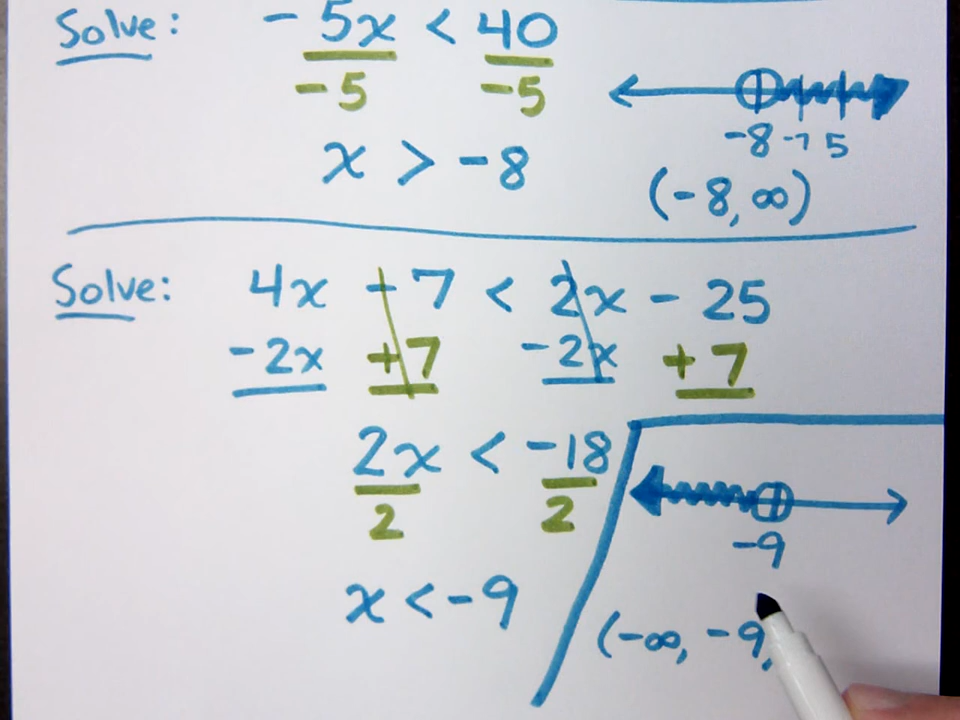 Solve: -5x < 40
-5 -5
x > -8
-8 -7 5
(-8, ∞)
Solve: 4x - 7 < 2x - 25
-2x +7 -2x +7
2x < -18
2 2
x < -9
-9
(-∞, -9,